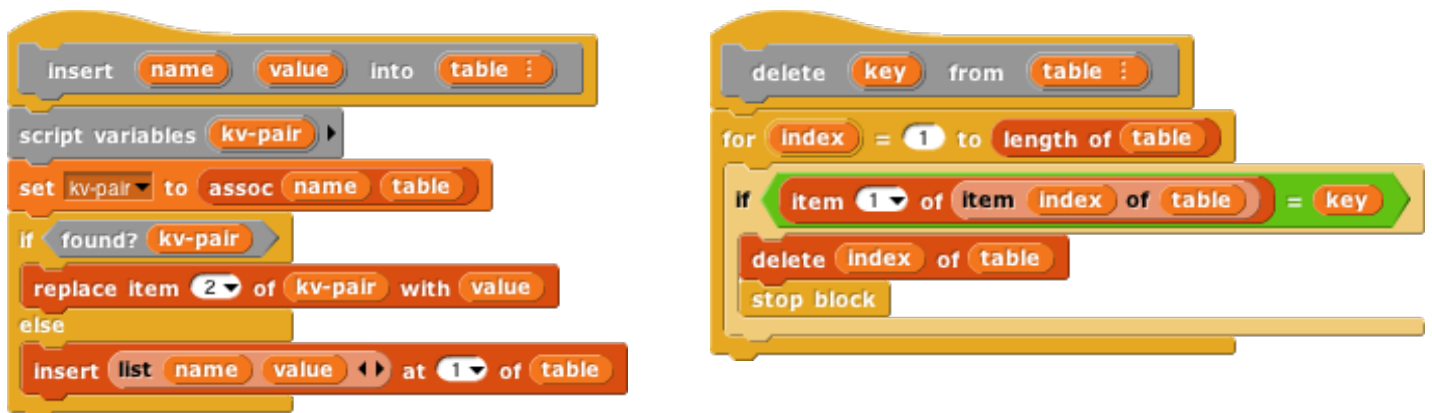 insert name value into table ⋮
script variables kv-pair
set kv-pair to assoc name table
if found? kv-pair
replace item 2 of kv-pair with value
else
insert list name value at 1 of table
delete key from table ⋮
for index = 1 to length of table
if item 1 of item index of table = key
delete index of table
stop block